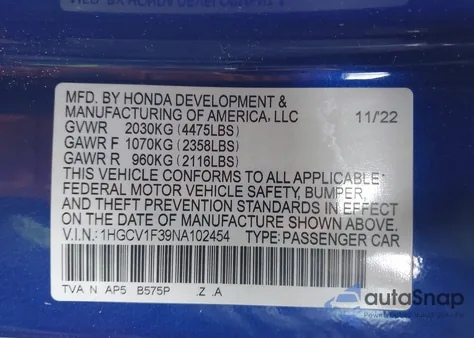 MFD. BY HONDA DEVELOPMENT &
MANUFACTURING OF AMERICA, LLC 11/22
GVWR 2030KG (4475LBS)
GAWR F 1070KG (2358LBS)
GAWR R 960KG (2116LBS)
THIS VEHICLE CONFORMS TO ALL APPLICABLE
FEDERAL MOTOR VEHICLE SAFETY, BUMPER,
AND THEFT PREVENTION STANDARDS IN EFFECT
ON THE DATE OF MANUFACTURE SHOWN ABOVE.
V.I.N.: 1HGCV1F39NA102454 TYPE: PASSENGER CAR
TVA N AP5 B575P .Z .A
autoSnap